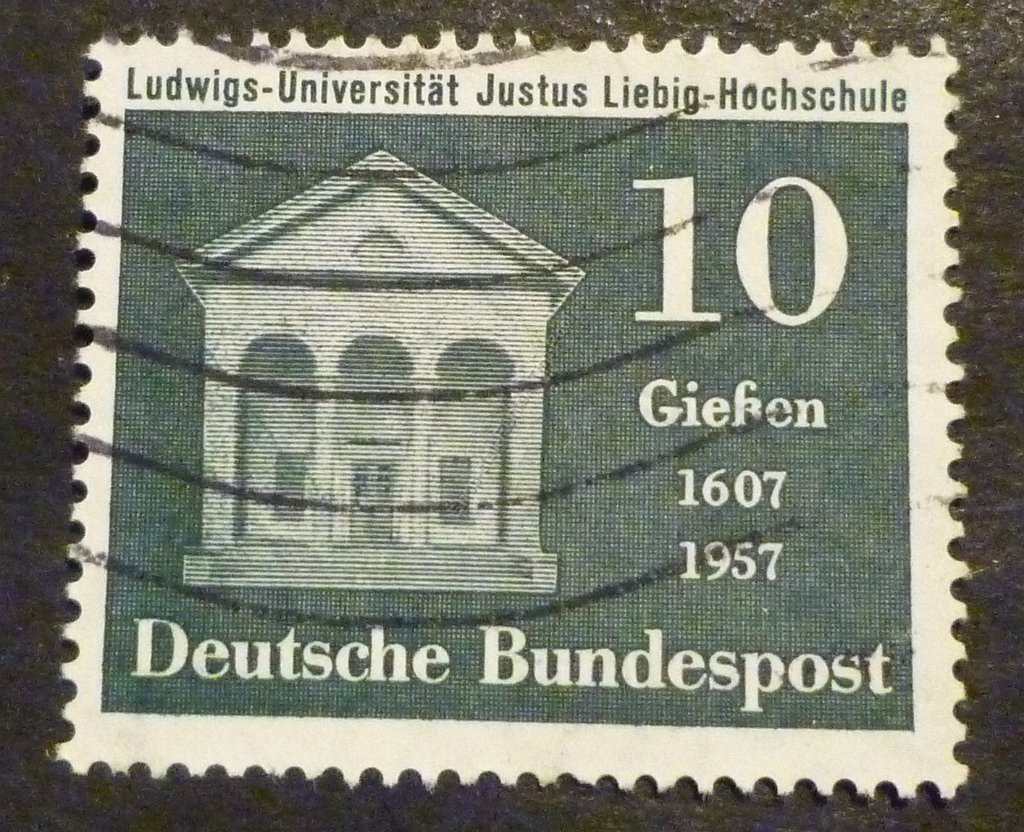 Ludwigs-Universität Justus Liebig-Hochschule
10
Gießen
1607
1957
Deutsche Bundespost